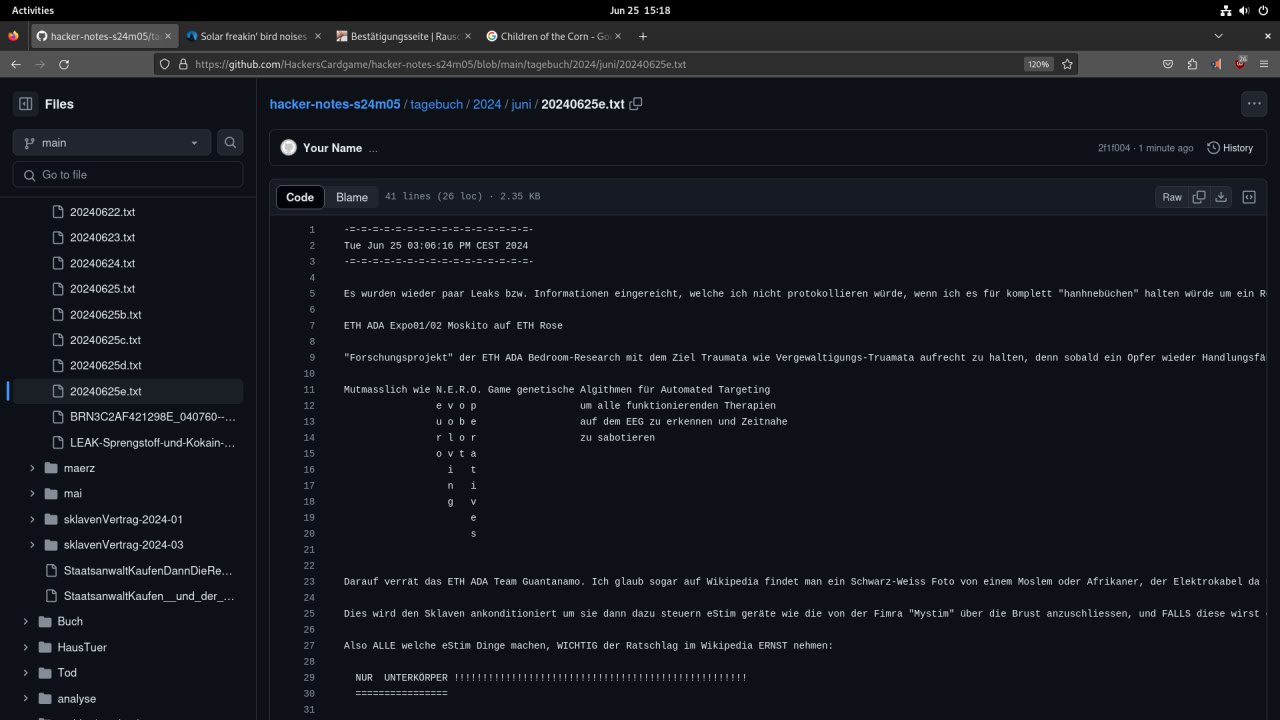 Activities
Jun 25 15:18
hacker-notes-s24m05/ta
Solar freakin' bird noises -
Bestätigungsseite | Rausc
Children of the Corn - Go
https://github.com/HackersCardgame/hacker-notes-s24m05/blob/main/tagebuch/2024/juni/20240625e.txt
120%
Files
hacker-notes-s24m05 / tagebuch / 2024 / juni / 20240625e.txt
main
Your Name ...
2f1f004 · 1 minute ago
History
Go to file
Code
Blame
41 lines (26 loc) · 2.35 KB
Raw
20240622.txt
20240623.txt
20240624.txt
20240625.txt
20240625b.txt
20240625c.txt
20240625d.txt
20240625e.txt
BRN3C2AF421298E_040760--...
LEAK-Sprengstoff-und-Kokain-...
maerz
mai
sklavenVertrag-2024-01
sklavenVertrag-2024-03
StaatsanwaltKaufenDannDieRe...
StaatsanwaltKaufen__und_der_...
Buch
HausTuer
Tod
analyse
1 -=-=-=-=-=-=-=-=-=-=-=-=-=-=-=-=-
2 Tue Jun 25 03:06:16 PM CEST 2024
3 -=-=-=-=-=-=-=-=-=-=-=-=-=-=-=-=-
4
5 Es wurden wieder paar Leaks bzw. Informationen eingereicht, welche ich nicht protokollieren würde, wenn ich es für komplett "hanhnebüchen" halten würde um ein R
6
7 ETH ADA Expo01/02 Moskito auf ETH Rose
8
9 "Forschungsprojekt" der ETH ADA Bedroom-Research mit dem Ziel Traumata wie Vergewaltigungs-Truamata aufrecht zu halten, denn sobald ein Opfer wieder Handlungsfä
10
11 Mutmasslich wie N.E.R.O. Game genetische Algithmen für Automated Targeting
12 e v o p um alle funktionierenden Therapien
13 u o b e auf dem EEG zu erkennen und Zeitnahe
14 r l o r zu sabotieren
15 o v t a
16 i t
17 n i
18 g v
19 e
20 s
21
22
23 Darauf verrät das ETH ADA Team Guantanamo. Ich glaub sogar auf Wikipedia findet man ein Schwarz-Weiss Foto von einem Moslem oder Afrikaner, der Elektrokabel da
24
25 Dies wird den Sklaven ankonditioniert um sie dann dazu steuern eStim geräte wie die von der Fimra "Mystim" über die Brust anzuschliessen, und FALLS diese wirst
26
27 Also ALLE welche eStim Dinge machen, WICHTIG der Ratschlag im Wikipedia ERNST nehmen:
28
29 NUR UNTERKÖRPER !!!!!!!!!!!!!!!!!!!!!!!!!!!!!!!!!!!!!!!!!!!!!!!!!!!
30 ================
31